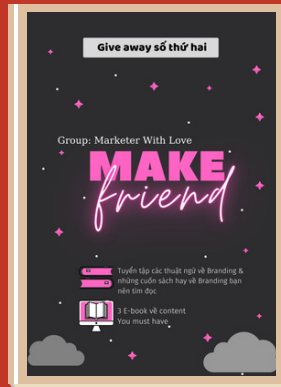 Give away số thứ hai
Group: Marketer With Love
MAKE
friend
Tuyển tập các thuật ngữ về Branding &
những cuốn sách hay về Branding bạn
nên tìm đọc
3 E-book về content
You must have